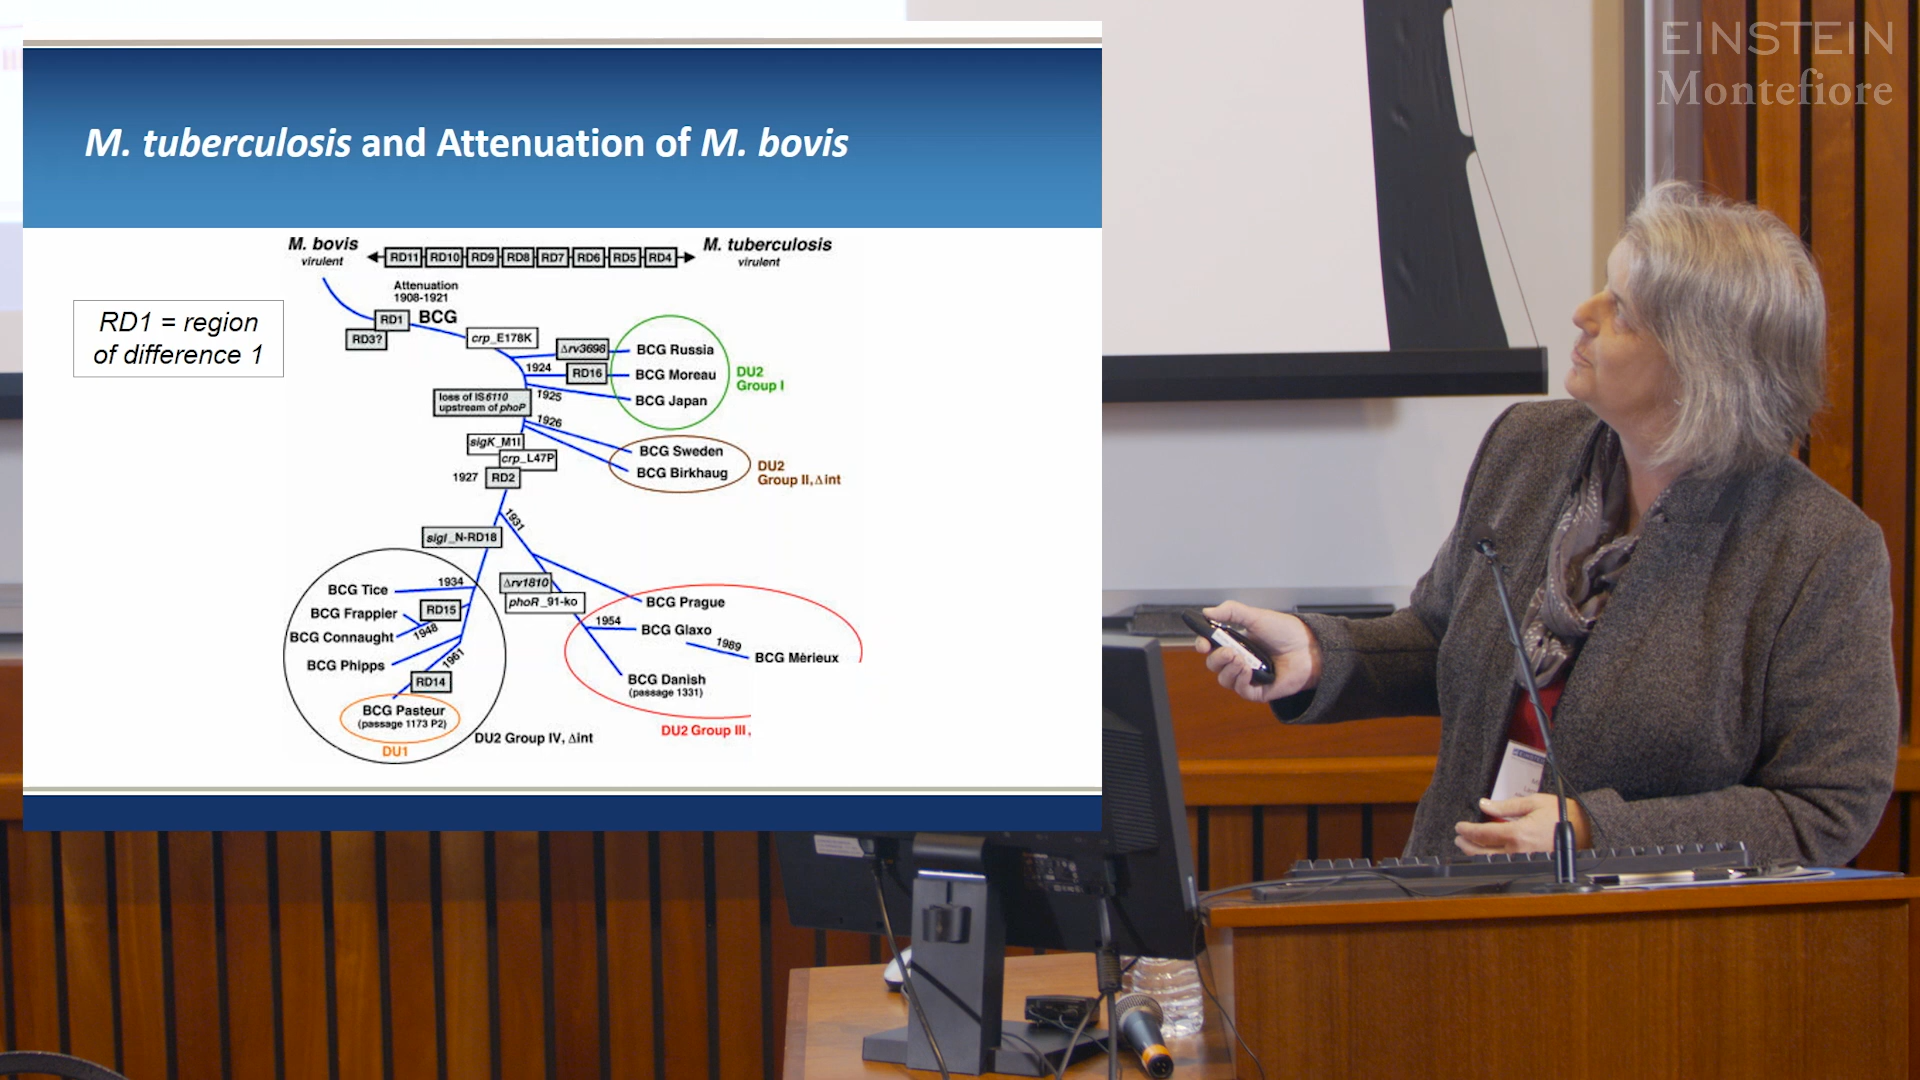 EINSTEIN
Montefiore
M. tuberculosis and Attenuation of M. bovis
M. bovis
virulent
RD11 RD10 RD9 RD8 RD7 RD6 RD5 RD4
M. tuberculosis
virulent
RD1 = region
of difference 1
Attenuation
1908-1921
RD1
BCG
RD3?
crp_E178K
Δrv3698
BCG Russia
1924
RD16
BCG Moreau
DU2
Group I
1925
BCG Japan
loss of IS6110
upstream of phoP
1926
sigK_M1I
BCG Sweden
crp_L47P
BCG Birkhaug
DU2
Group II, Δint
1927
RD2
1931
sigI_N-RD18
BCG Tice
1934
Δrv1810
phoR_91-ko
BCG Prague
BCG Frappier
RD15
BCG Connaught
1948
1954
BCG Glaxo
1989
BCG Mérieux
BCG Phipps
1961
RD14
BCG Danish
(passage 1331)
BCG Pasteur
(passage 1173 P2)
DU1
DU2 Group IV, Δint
DU2 Group III,